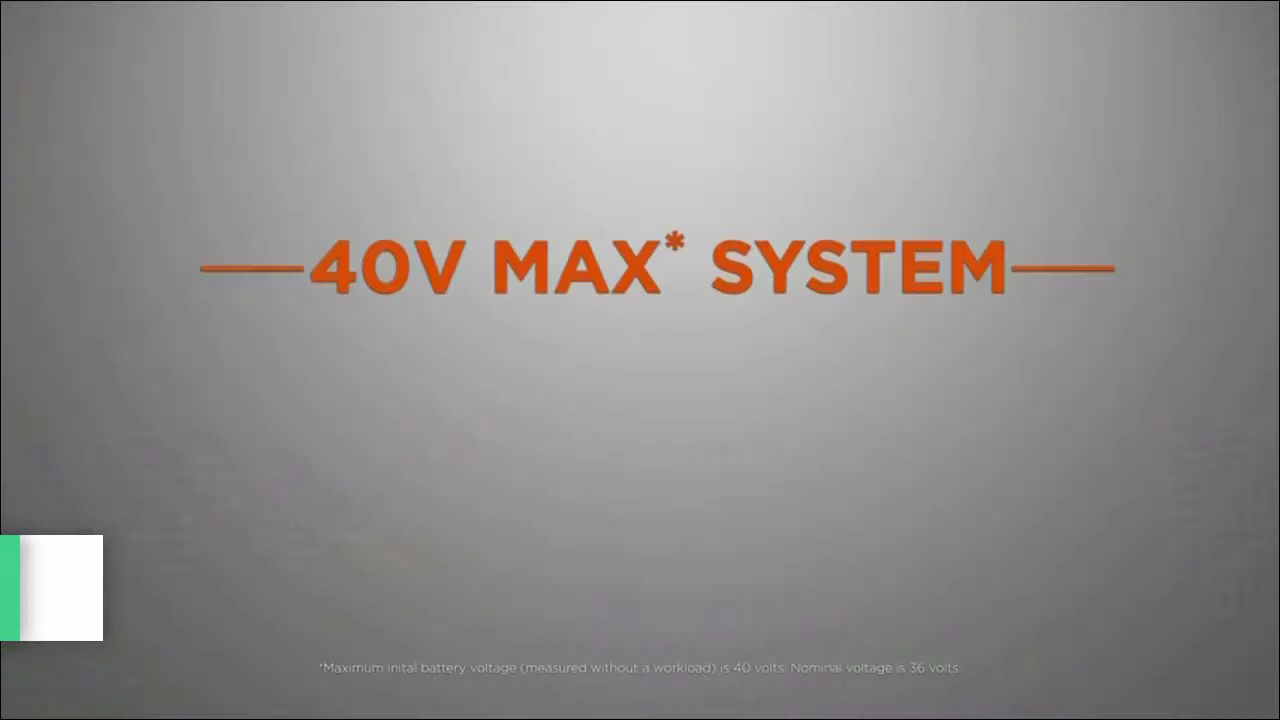 40V MAX* SYSTEM
*Maximum inital battery voltage (measured without a workload) is 40 volts. Nominal voltage is 36 volts.